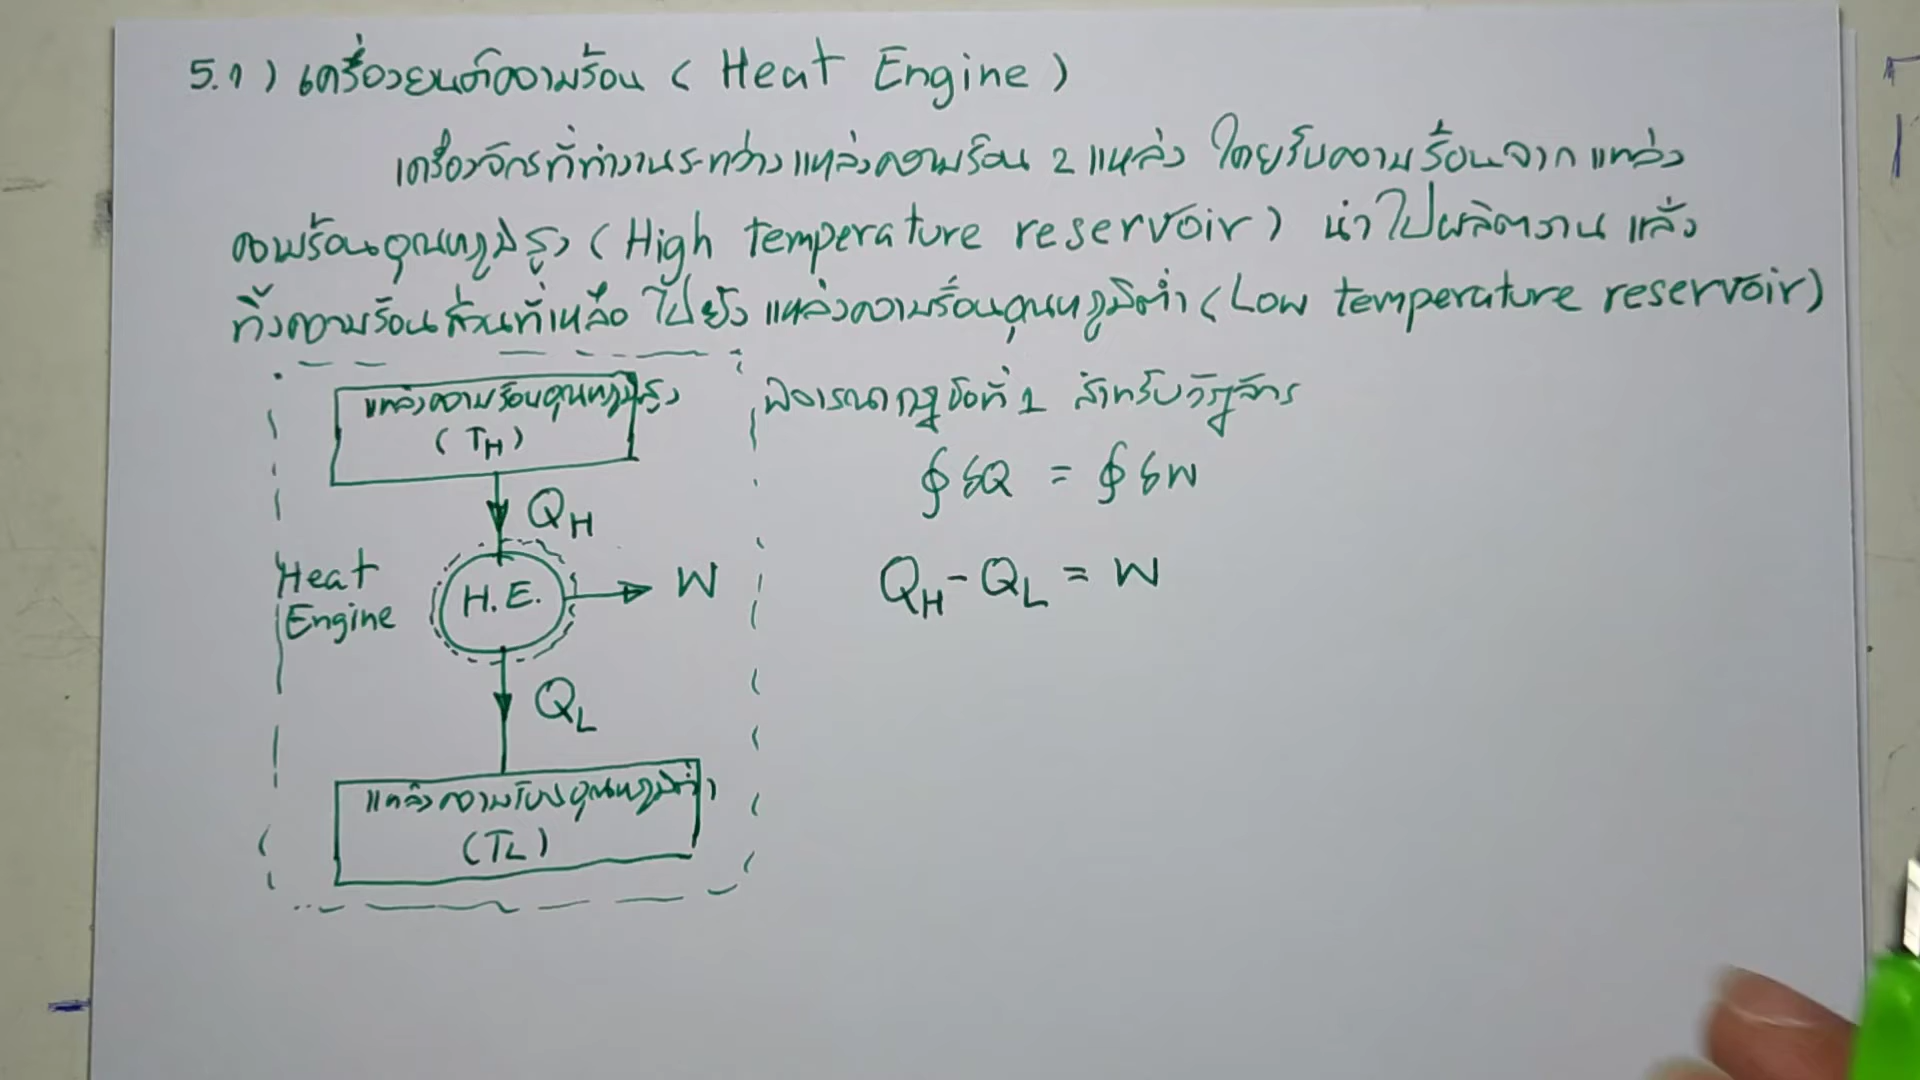 5.1) เครื่องยนต์ความร้อน (Heat Engine)
เครื่องจักรที่ทำงานระหว่างแหล่งความร้อน 2 แหล่ง โดยรับความร้อนจากแหล่ง
ความร้อนอุณหภูมิสูง (High temperature reservoir) นำไปผลิตงาน แล้ว
ทิ้งความร้อนส่วนที่เหลือ ไปยัง แหล่งความร้อนอุณหภูมิต่ำ (Low temperature reservoir)
แหล่งความร้อนอุณหภูมิสูง
(TH)
QH
Heat
Engine
H.E.
W
QL
แหล่งความร้อนอุณหภูมิต่ำ
(TL)
พิจารณากฎข้อที่ 1 สำหรับวัฏจักร
∮δQ = ∮δW
QH - QL = W